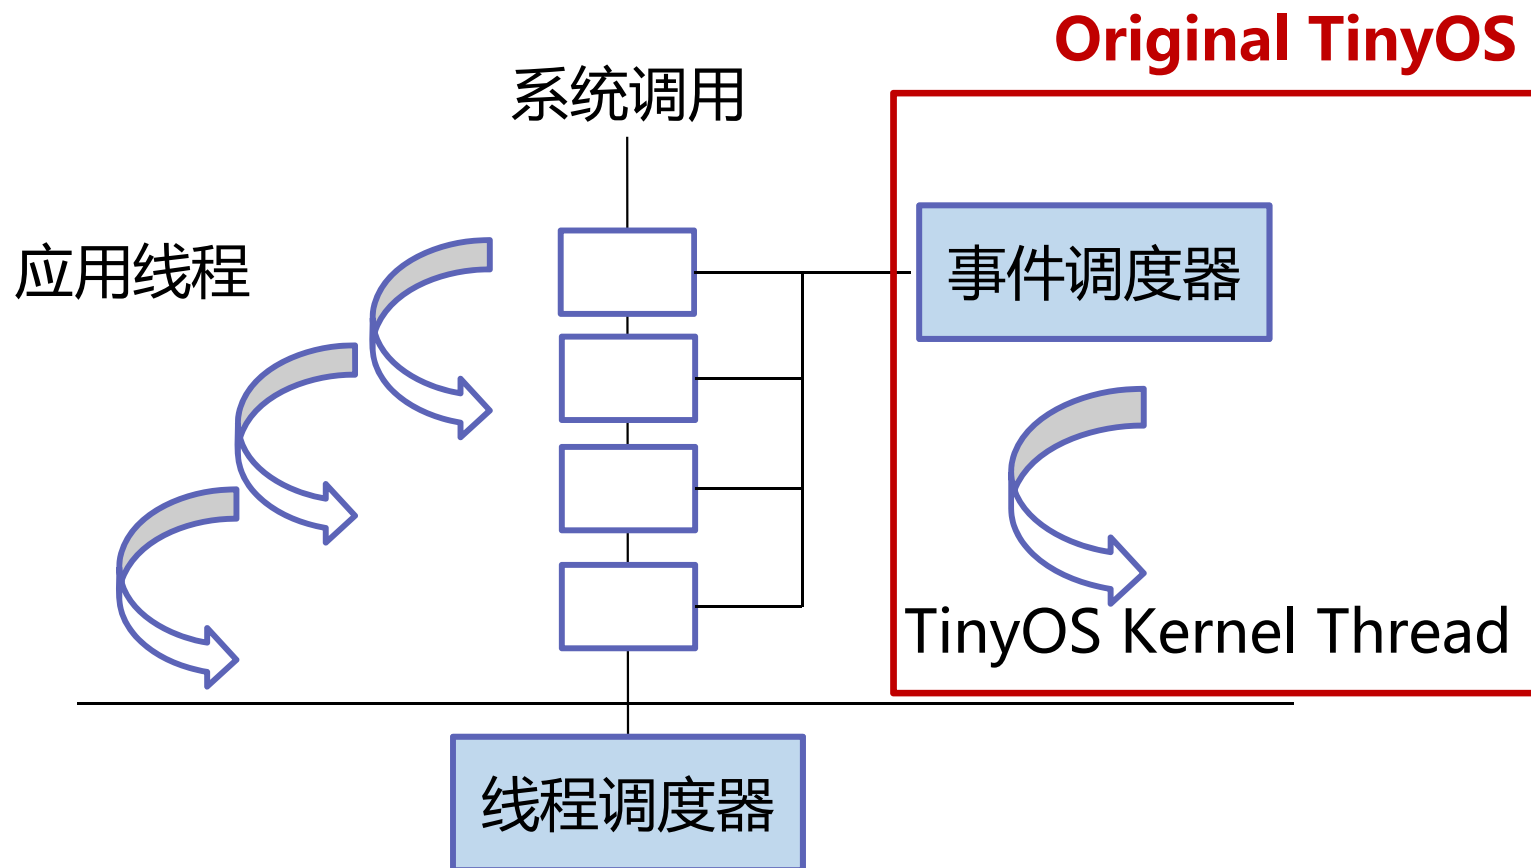 Original TinyOS
系统调用
应用线程
事件调度器
TinyOS Kernel Thread
线程调度器